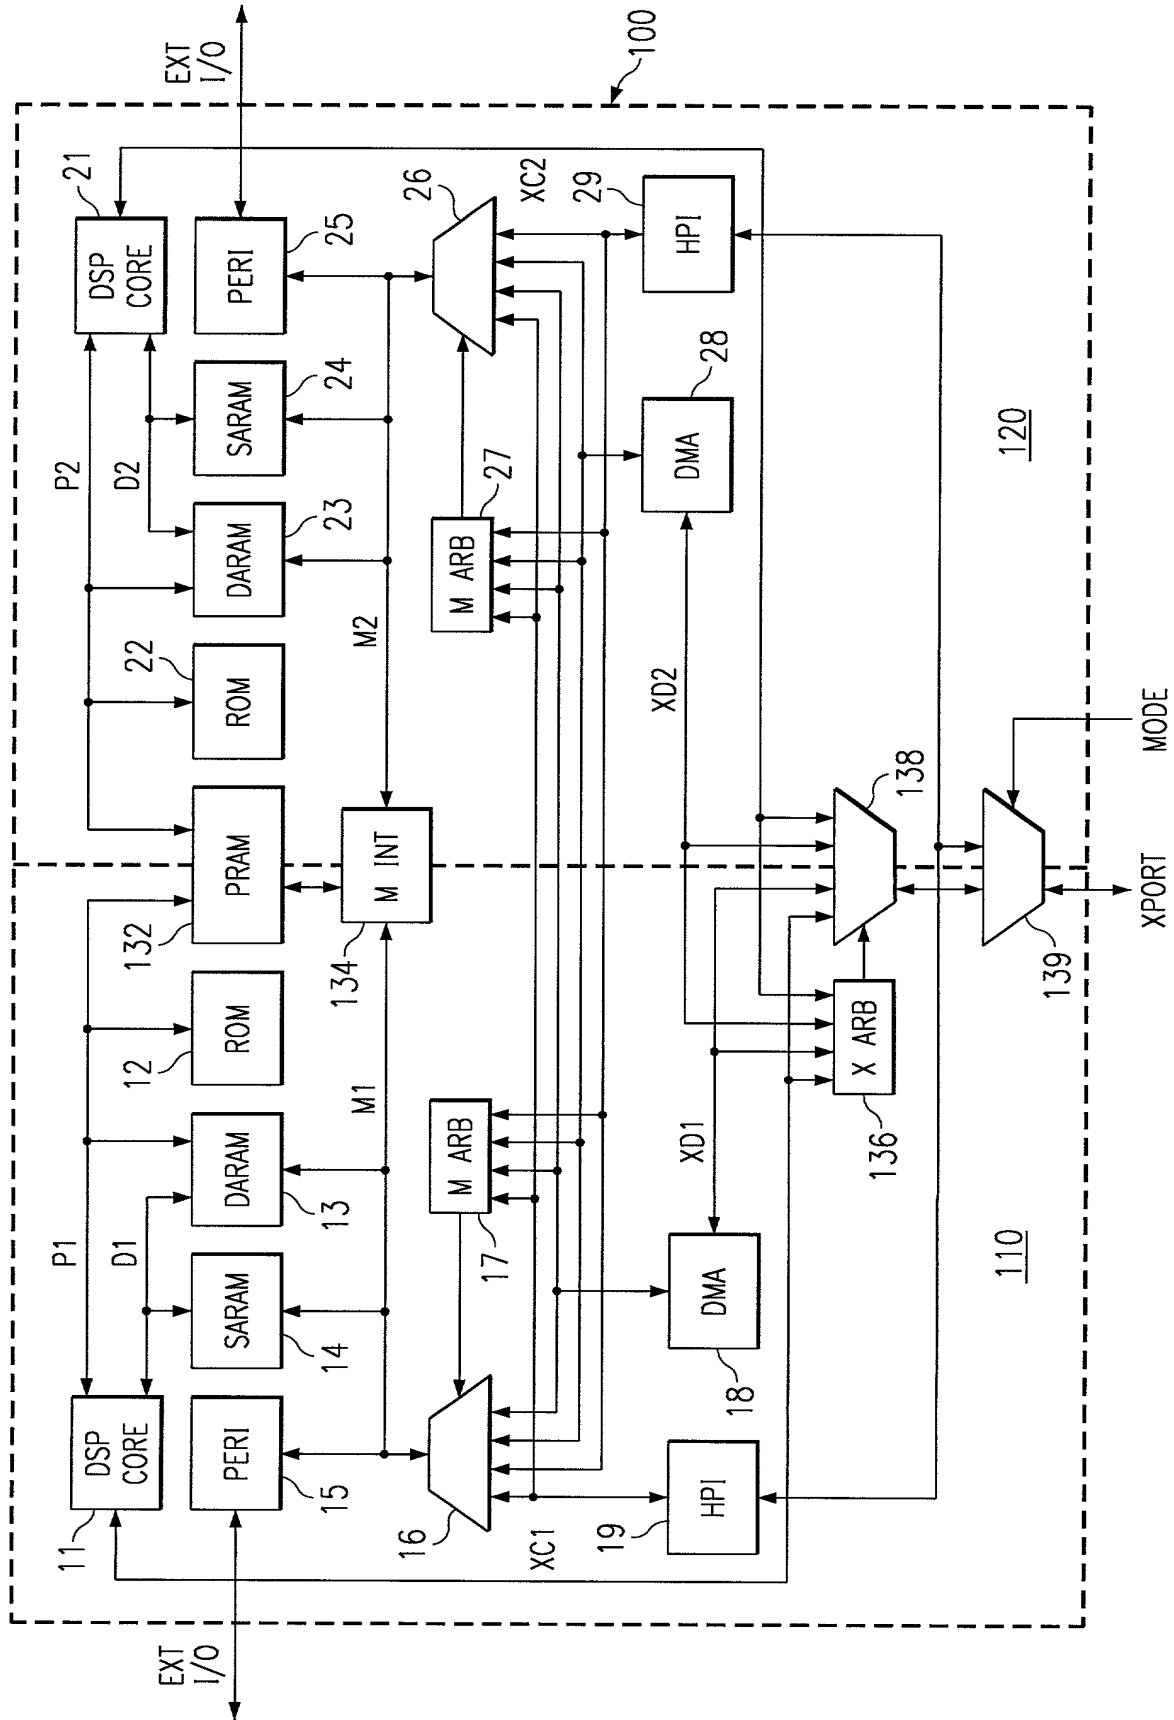 EXT
I/O
EXT
I/O
100
11
DSP
CORE
P1
P2
21
DSP
CORE
D1
D2
15
PERI
14
SARAM
13
DARAM
12
ROM
132
PRAM
22
ROM
23
DARAM
24
SARAM
25
PERI
M1
134
M INT
M2
16
17
M ARB
M ARB
27
26
XC1
XC2
19
HPI
18
DMA
28
DMA
29
HPI
XD1
XD2
136
X ARB
138
139
110
120
XPORT
MODE